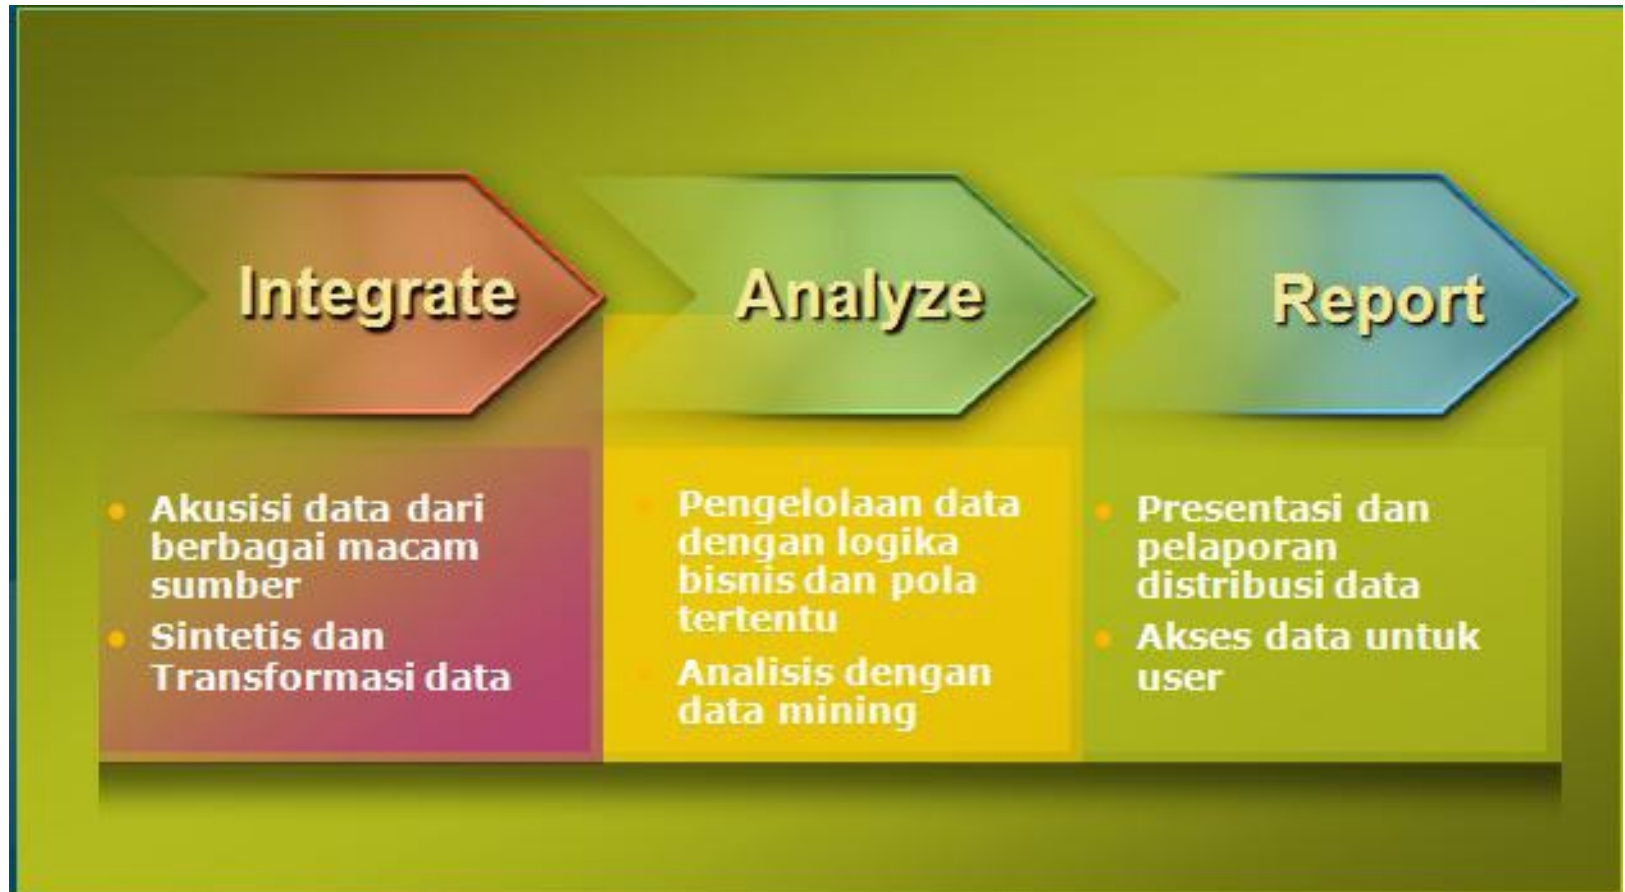 Integrate
Akusisi data dari
berbagai macam
sumber
Sintetis dan
Transformasi data
Analyze
Pengelolaan data
dengan logika
bisnis dan pola
tertentu
Analisis dengan
data mining
Report
Presentasi dan
pelaporan
distribusi data
Akses data untuk
user